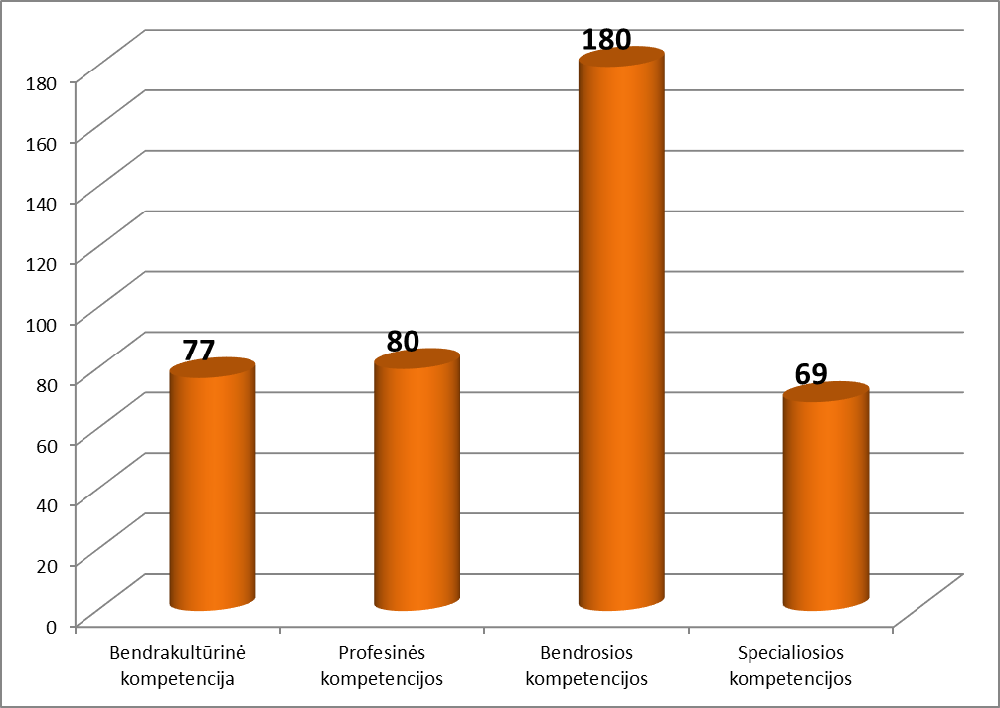 180
160
140
120
100
80
60
40
20
0
77
80
180
69
Bendrakultūrinė
kompetencija
Profesinės
kompetencijos
Bendrosios
kompetencijos
Specialiosios
kompetencijos